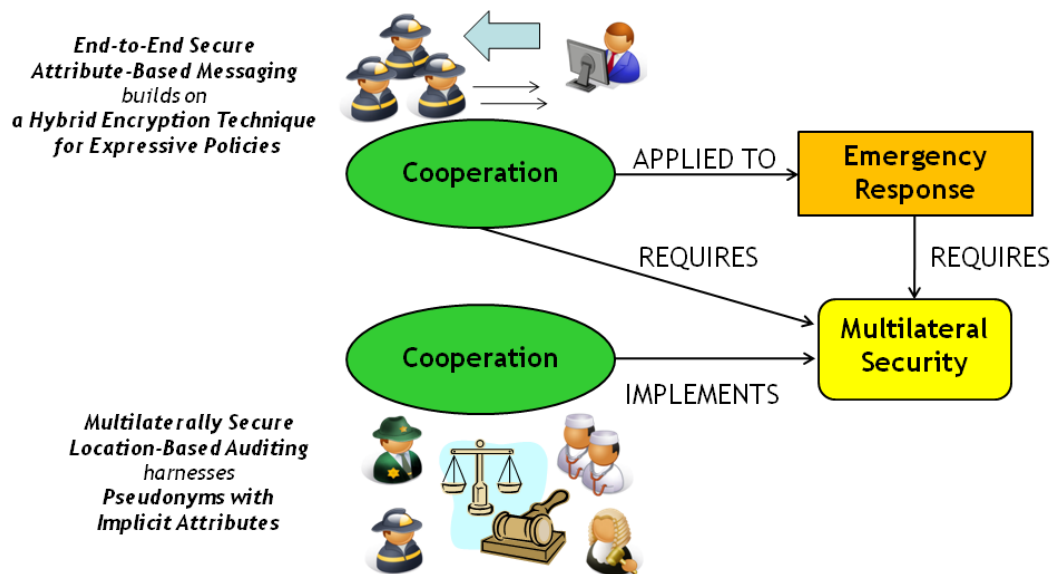 End-to-End Secure
Attribute-Based Messaging
builds on
a Hybrid Encryption Technique
for Expressive Policies
Cooperation
APPLIED TO
Emergency
Response
REQUIRES
REQUIRES
Cooperation
IMPLEMENTS
Multilateral
Security
Multilaterally Secure
Location-Based Auditing
harnesses
Pseudonyms with
Implicit Attributes